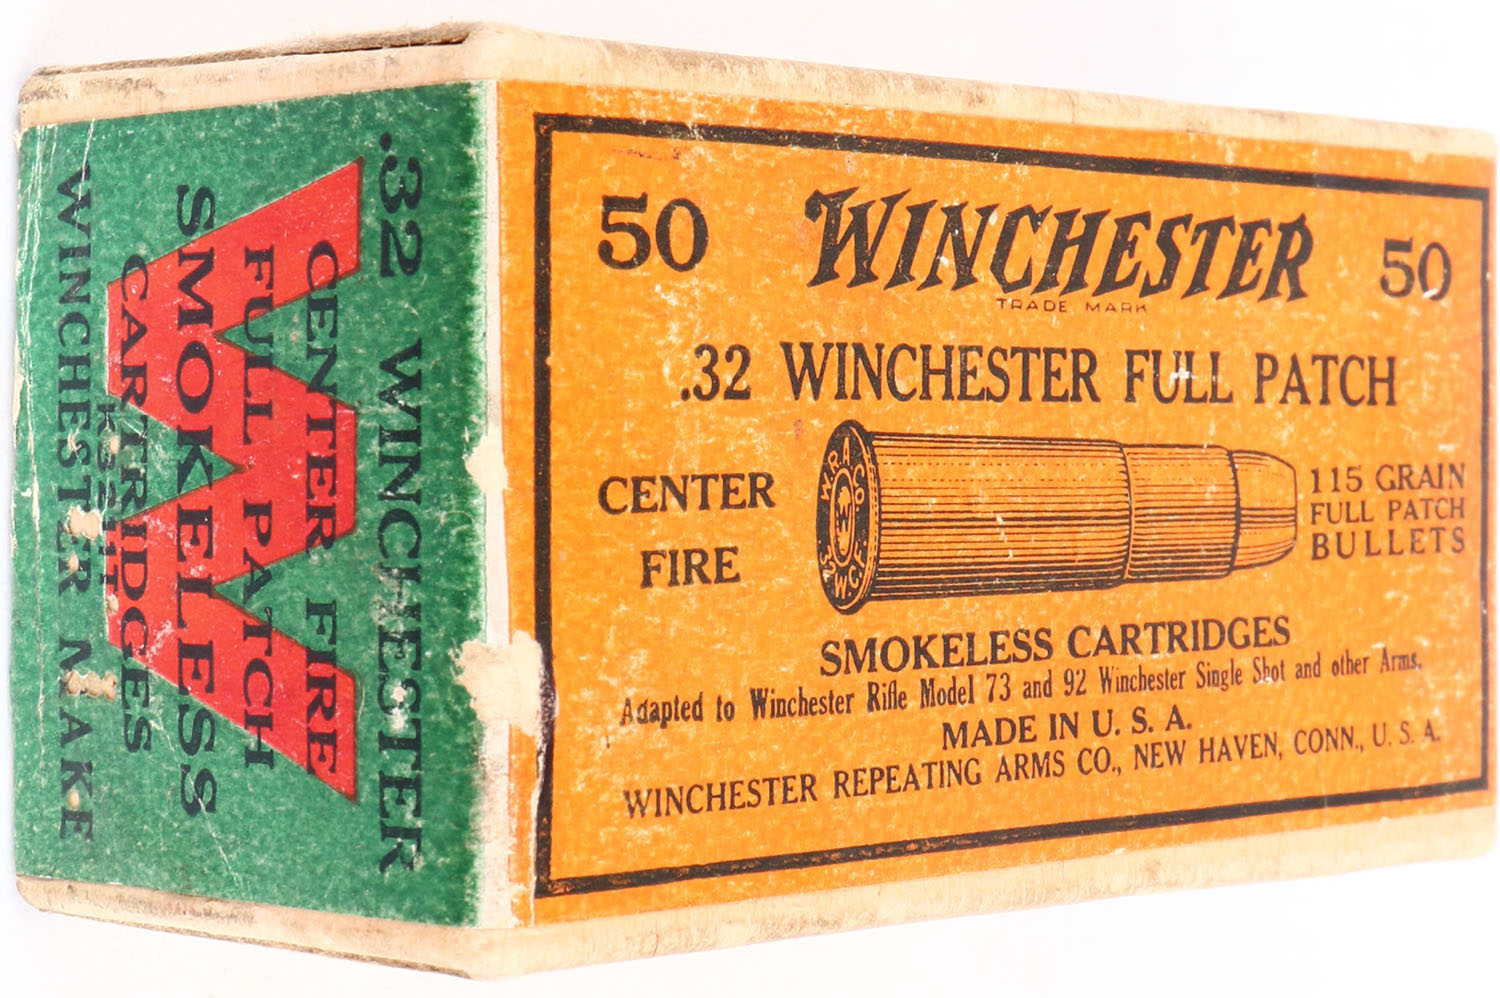 50 WINCHESTER 50
TRADE MARK
.32 WINCHESTER FULL PATCH
CENTER
FIRE
W.R.A.Co.
W
32 W.C.F.
115 GRAIN
FULL PATCH
BULLETS
SMOKELESS CARTRIDGES
Adapted to Winchester Rifle Model 73 and 92 Winchester Single Shot and other Arms.
MADE IN U. S. A.
WINCHESTER REPEATING ARMS CO., NEW HAVEN, CONN., U. S. A.
.32 WINCHESTER
CENTER FIRE
FULL PATCH
SMOKELESS
CARTRIDGES
WINCHESTER MAKE